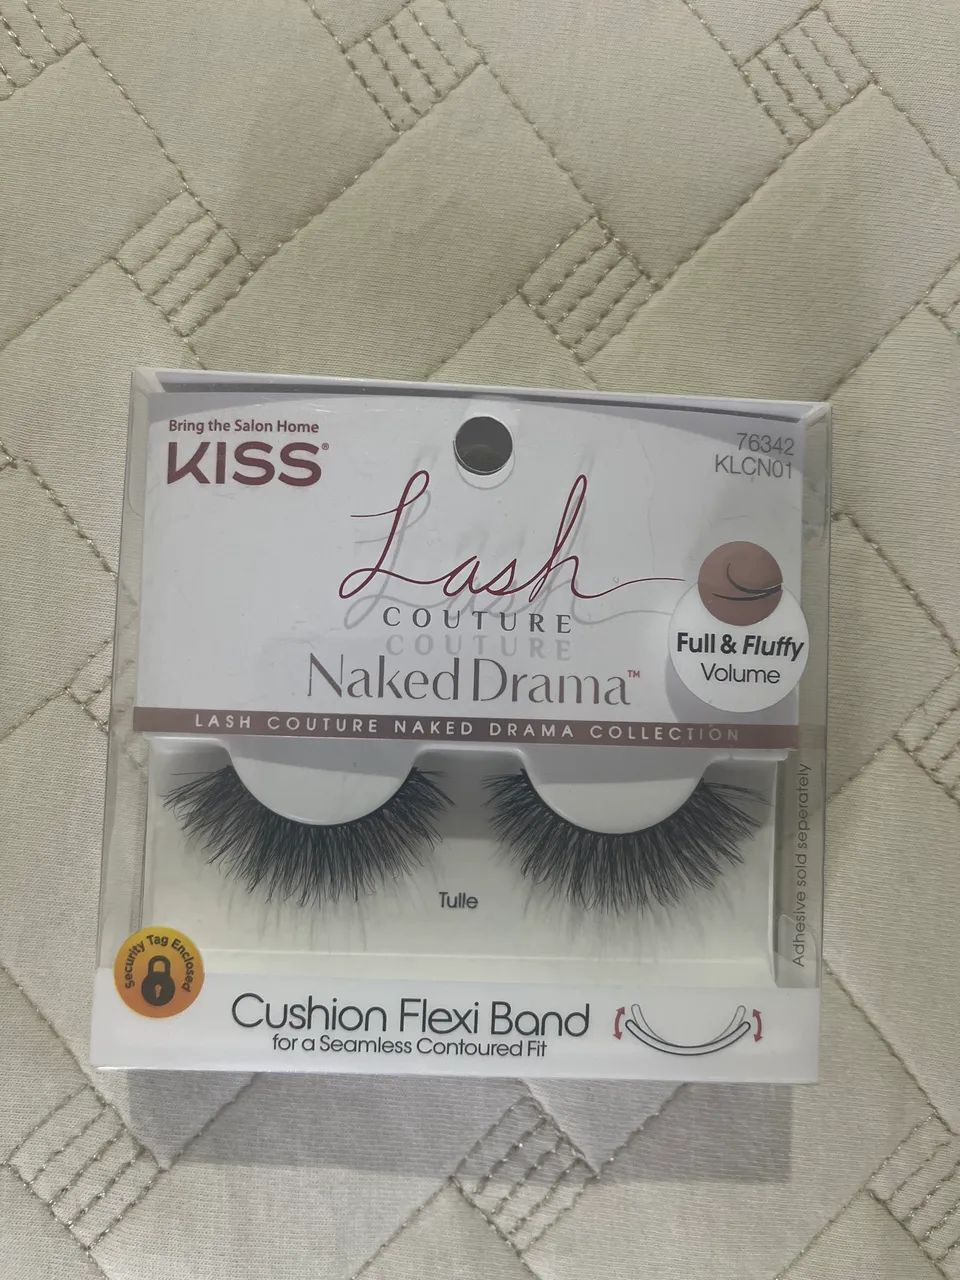 Bring the Salon Home
KISS®
76342
KLCN01
Lash
COUTURE
Naked Drama™
Full & Fluffy
Volume
LASH COUTURE NAKED DRAMA COLLECTION
Tulle
Adhesive sold seperately
Security Tag Enclosed
Cushion Flexi Band
for a Seamless Contoured Fit